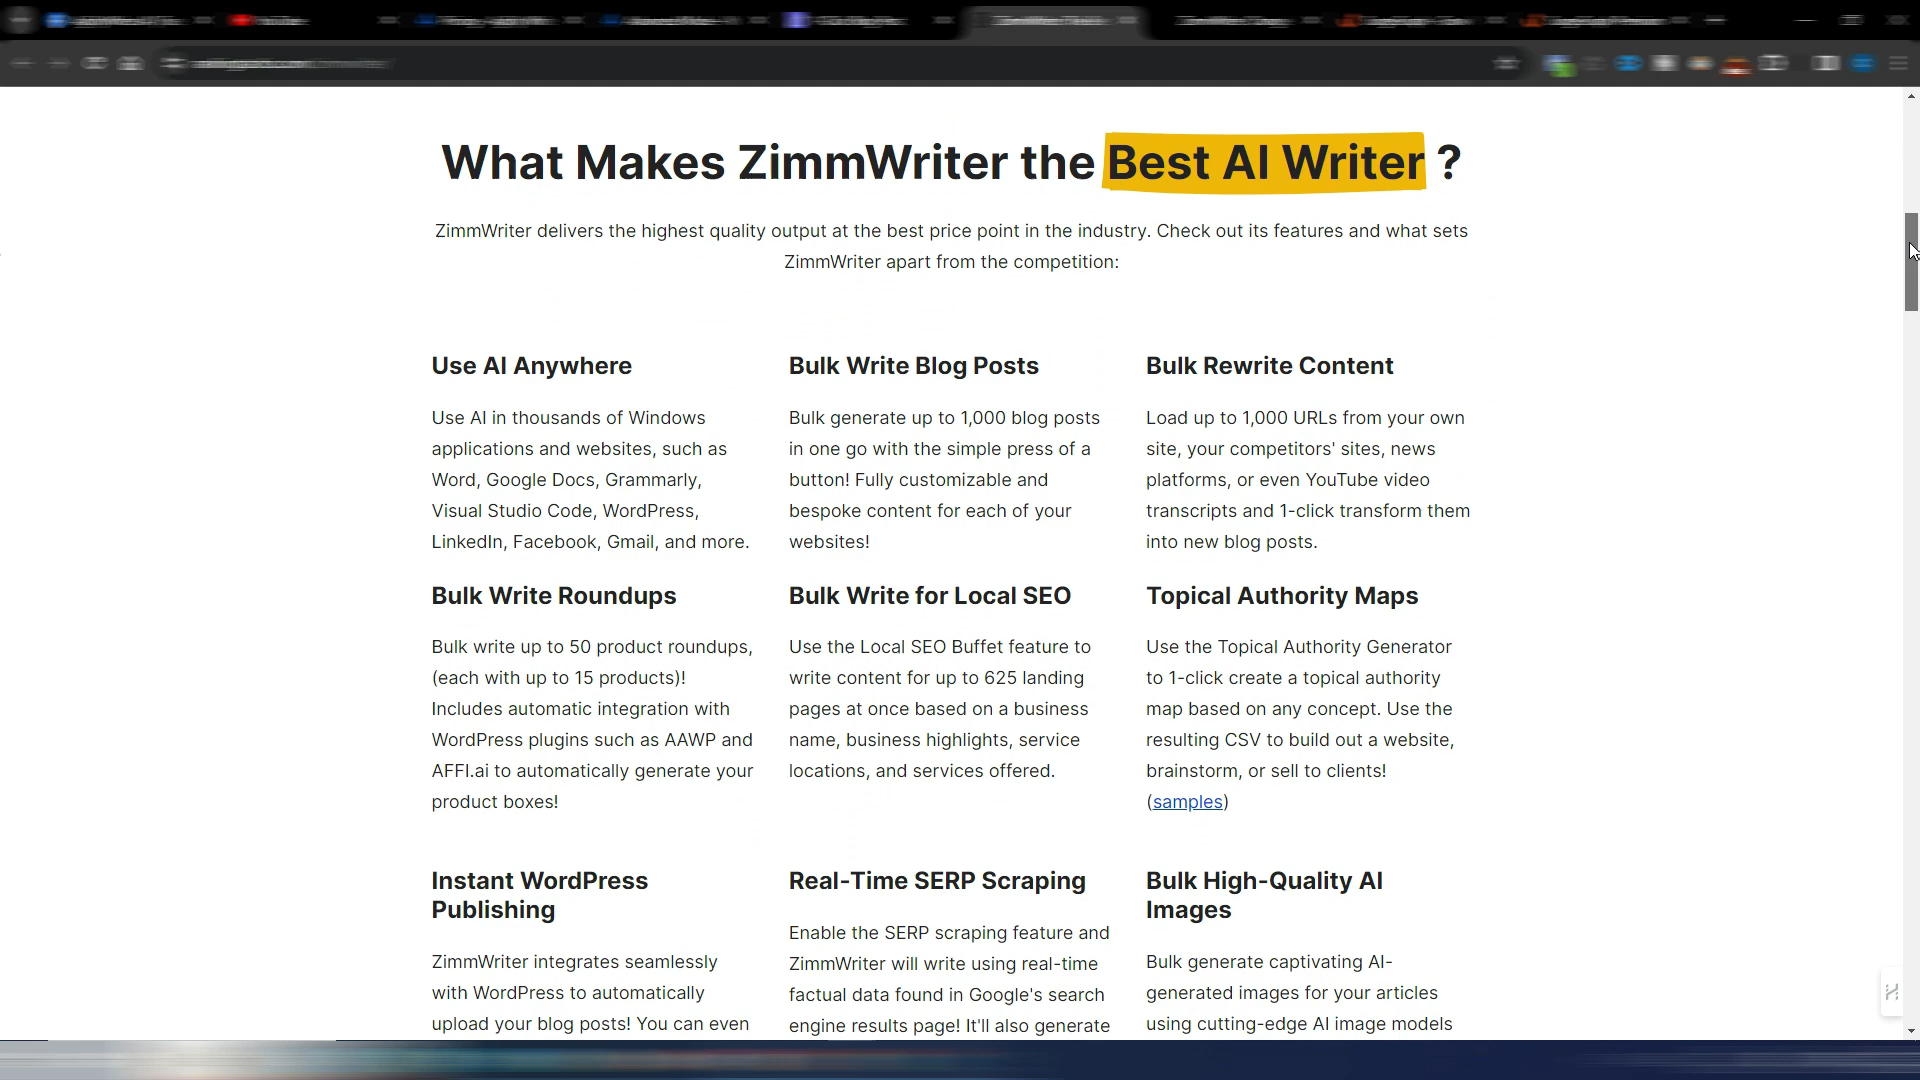 What Makes ZimmWriter the Best AI Writer ?
ZimmWriter delivers the highest quality output at the best price point in the industry. Check out its features and what sets
ZimmWriter apart from the competition:
Use AI Anywhere
Use AI in thousands of Windows
applications and websites, such as
Word, Google Docs, Grammarly,
Visual Studio Code, WordPress,
LinkedIn, Facebook, Gmail, and more.
Bulk Write Blog Posts
Bulk generate up to 1,000 blog posts
in one go with the simple press of a
button! Fully customizable and
bespoke content for each of your
websites!
Bulk Rewrite Content
Load up to 1,000 URLs from your own
site, your competitors' sites, news
platforms, or even YouTube video
transcripts and 1-click transform them
into new blog posts.
Bulk Write Roundups
Bulk write up to 50 product roundups,
(each with up to 15 products)!
Includes automatic integration with
WordPress plugins such as AAWP and
AFFI.ai to automatically generate your
product boxes!
Bulk Write for Local SEO
Use the Local SEO Buffet feature to
write content for up to 625 landing
pages at once based on a business
name, business highlights, service
locations, and services offered.
Topical Authority Maps
Use the Topical Authority Generator
to 1-click create a topical authority
map based on any concept. Use the
resulting CSV to build out a website,
brainstorm, or sell to clients!
(samples)
Instant WordPress
Publishing
ZimmWriter integrates seamlessly
with WordPress to automatically
upload your blog posts! You can even
Real-Time SERP Scraping
Enable the SERP scraping feature and
ZimmWriter will write using real-time
factual data found in Google's search
engine results page! It'll also generate
Bulk High-Quality AI
Images
Bulk generate captivating AI-
generated images for your articles
using cutting-edge AI image models